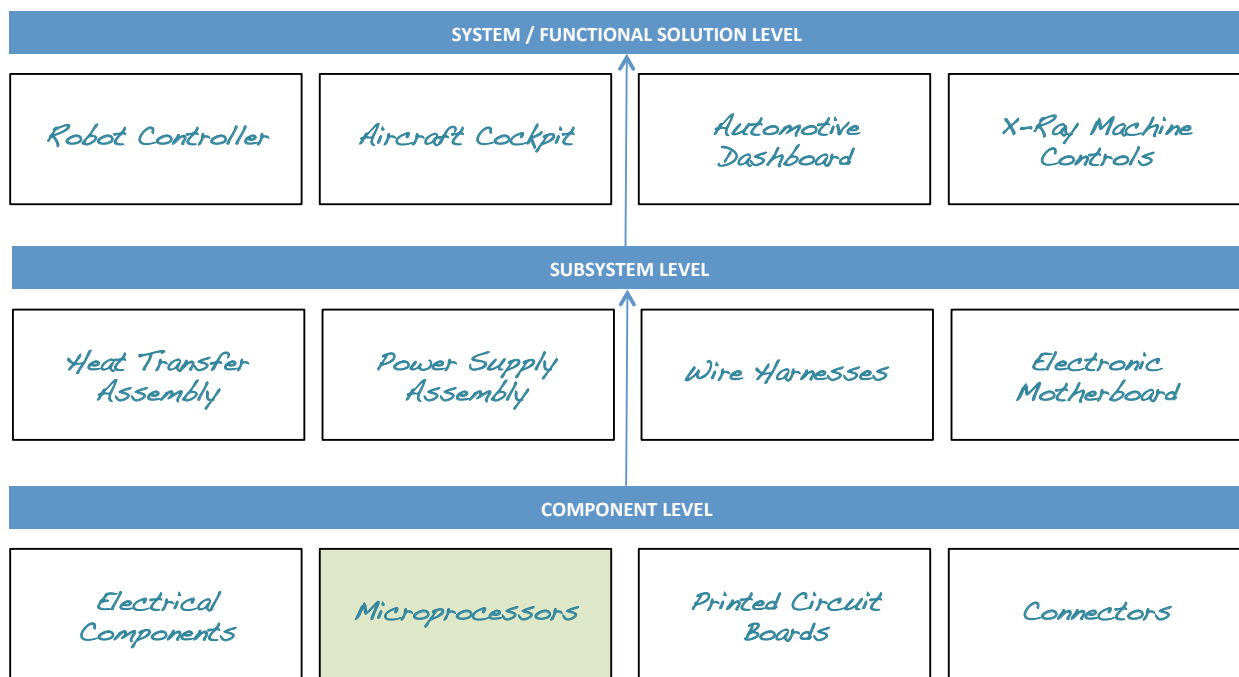 SYSTEM / FUNCTIONAL SOLUTION LEVEL
Robot Controller
Aircraft Cockpit
Automotive
Dashboard
X-Ray Machine
Controls
SUBSYSTEM LEVEL
Heat Transfer
Assembly
Power Supply
Assembly
Wire Harnesses
Electronic
Motherboard
COMPONENT LEVEL
Electrical
Components
Microprocessors
Printed Circuit
Boards
Connectors